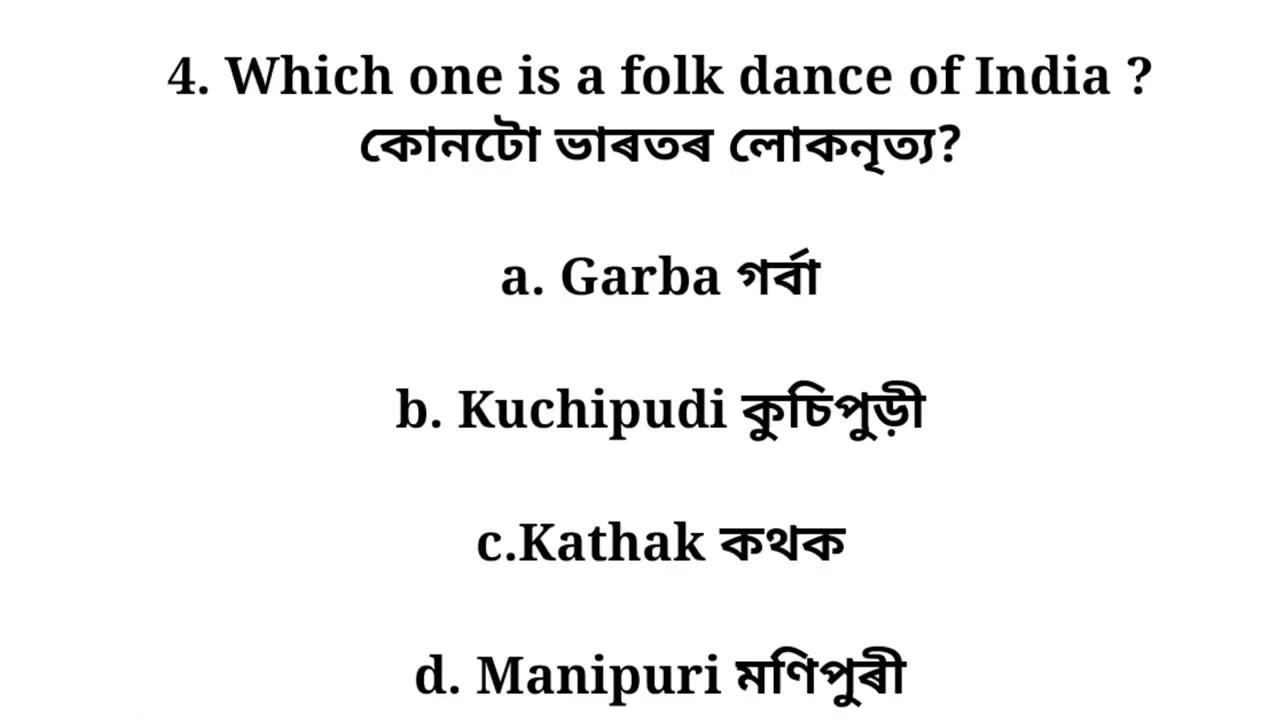 4. Which one is a folk dance of India ?
কোনটো ভাৰতৰ লোকনৃত্য?
a. Garba গৰ্বা
b. Kuchipudi কুচিপুড়ী
c.Kathak কথক
d. Manipuri মণিপুৰী